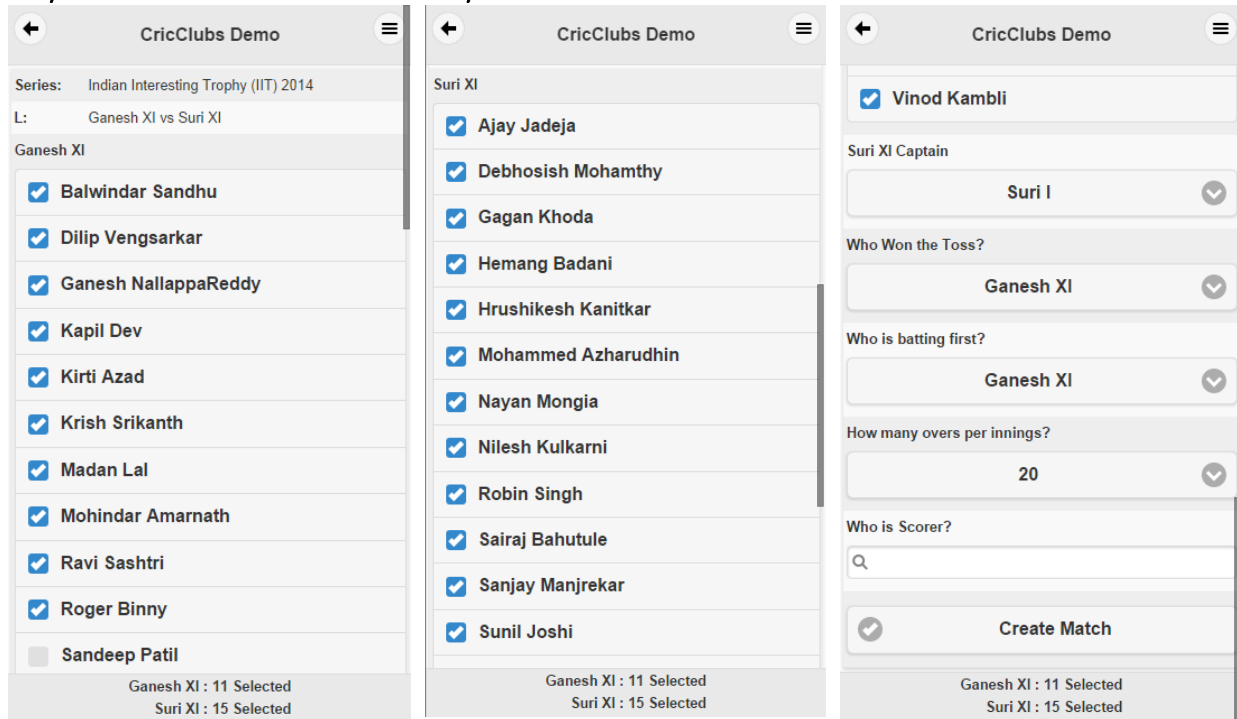 CricClubs Demo
Series: Indian Interesting Trophy (IIT) 2014
L: Ganesh XI vs Suri XI
Ganesh XI
Balwindar Sandhu
Dilip Vengsarkar
Ganesh NallappaReddy
Kapil Dev
Kirti Azad
Krish Srikanth
Madan Lal
Mohindar Amarnath
Ravi Sashtri
Roger Binny
Sandeep Patil
Ganesh XI : 11 Selected
Suri XI : 15 Selected
CricClubs Demo
Suri XI
Ajay Jadeja
Debhosish Mohamthy
Gagan Khoda
Hemang Badani
Hrushikesh Kanitkar
Mohammed Azharudhin
Nayan Mongia
Nilesh Kulkarni
Robin Singh
Sairaj Bahutule
Sanjay Manjrekar
Sunil Joshi
Ganesh XI : 11 Selected
Suri XI : 15 Selected
CricClubs Demo
Vinod Kambli
Suri XI Captain
Suri I
Who Won the Toss?
Ganesh XI
Who is batting first?
Ganesh XI
How many overs per innings?
20
Who is Scorer?
Create Match
Ganesh XI : 11 Selected
Suri XI : 15 Selected